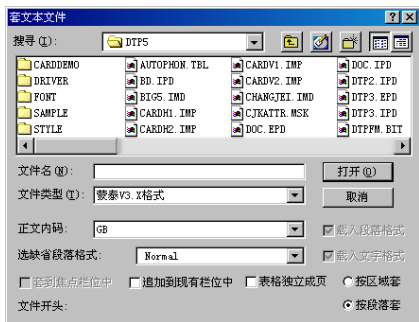 套文本文件
搜寻(I): DTP5
CARDDEMO AUTOPHON.TBL CARDV1.IMP DOC.IPD
DRIVER BD.IPD CARDV2.IMP DTP2.IPD
FONT BIG5.IMD CHANGJEI.IMD DTP3.EPD
SAMPLE CARDH1.IMP CJKATTR.MSK DTP3.IPD
STYLE CARDH2.IMP DOC.EPD DTPFM.BIT
文件名(N): 打开(O)
文件类型(T): 蒙泰V3.X格式 取消
正文内码: GB 载入段落格式
选缺省段落格式: Normal 载入文字格式
套到焦点栏位中 追加到现有栏位中 表格独立成页 按区域套
文件开头: 按段落套